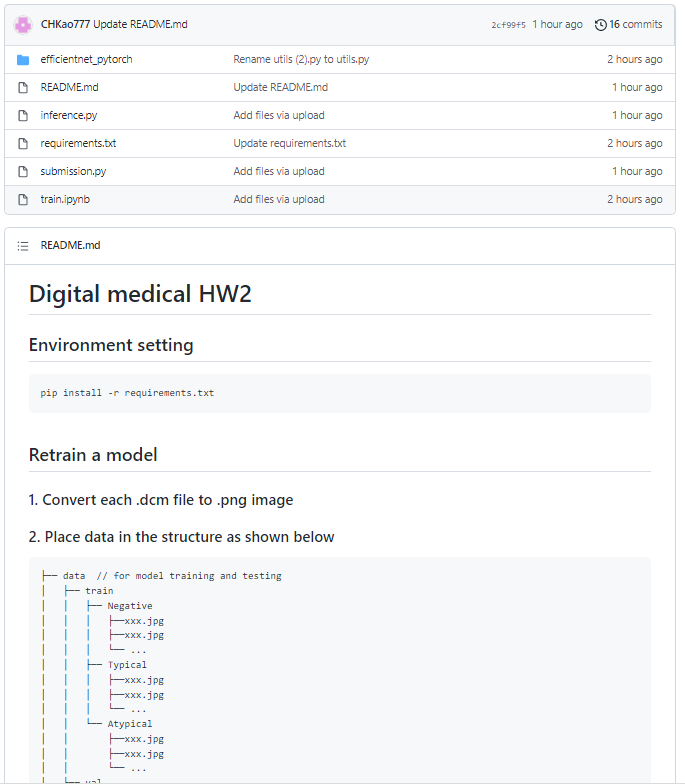 CHKao777 Update README.md 2cf99f5 1 hour ago 16 commits
efficientnet_pytorch Rename utils (2).py to utils.py 2 hours ago
README.md Update README.md 1 hour ago
inference.py Add files via upload 1 hour ago
requirements.txt Update requirements.txt 2 hours ago
submission.py Add files via upload 1 hour ago
train.ipynb Add files via upload 2 hours ago
README.md
Digital medical HW2
Environment setting
pip install -r requirements.txt
Retrain a model
1. Convert each .dcm file to .png image
2. Place data in the structure as shown below
├── data  // for model training and testing
│   ├── train
│   │   ├── Negative
│   │   │   ├──xxx.jpg
│   │   │   ├──xxx.jpg
│   │   │   └── ...
│   │   ├── Typical
│   │   │   ├──xxx.jpg
│   │   │   ├──xxx.jpg
│   │   │   └── ...
│   │   └── Atypical
│   │       ├──xxx.jpg
│   │       ├──xxx.jpg
│   │       └── ...
│   └── val